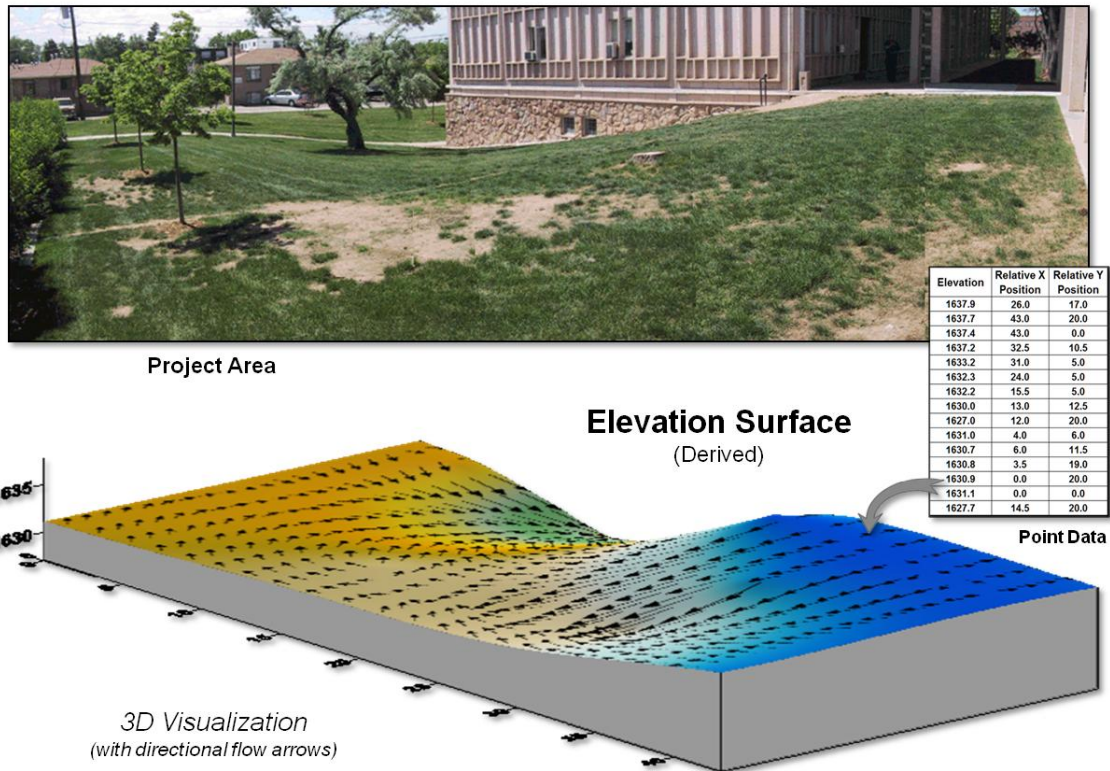 Elevation Relative X Position Relative Y Position
1637.9 26.0 17.0
1637.7 43.0 20.0
1637.4 43.0 0.0
1637.2 32.5 10.5
1633.2 31.0 5.0
1632.3 24.0 5.0
1632.2 15.5 5.0
1630.0 13.0 12.5
1627.0 12.0 20.0
1631.0 4.0 6.0
1630.7 6.0 11.5
1630.8 3.5 19.0
1630.9 0.0 20.0
1631.1 0.0 0.0
1627.7 14.5 20.0
Project Area
Elevation Surface
(Derived)
Point Data
635
630
3D Visualization
(with directional flow arrows)